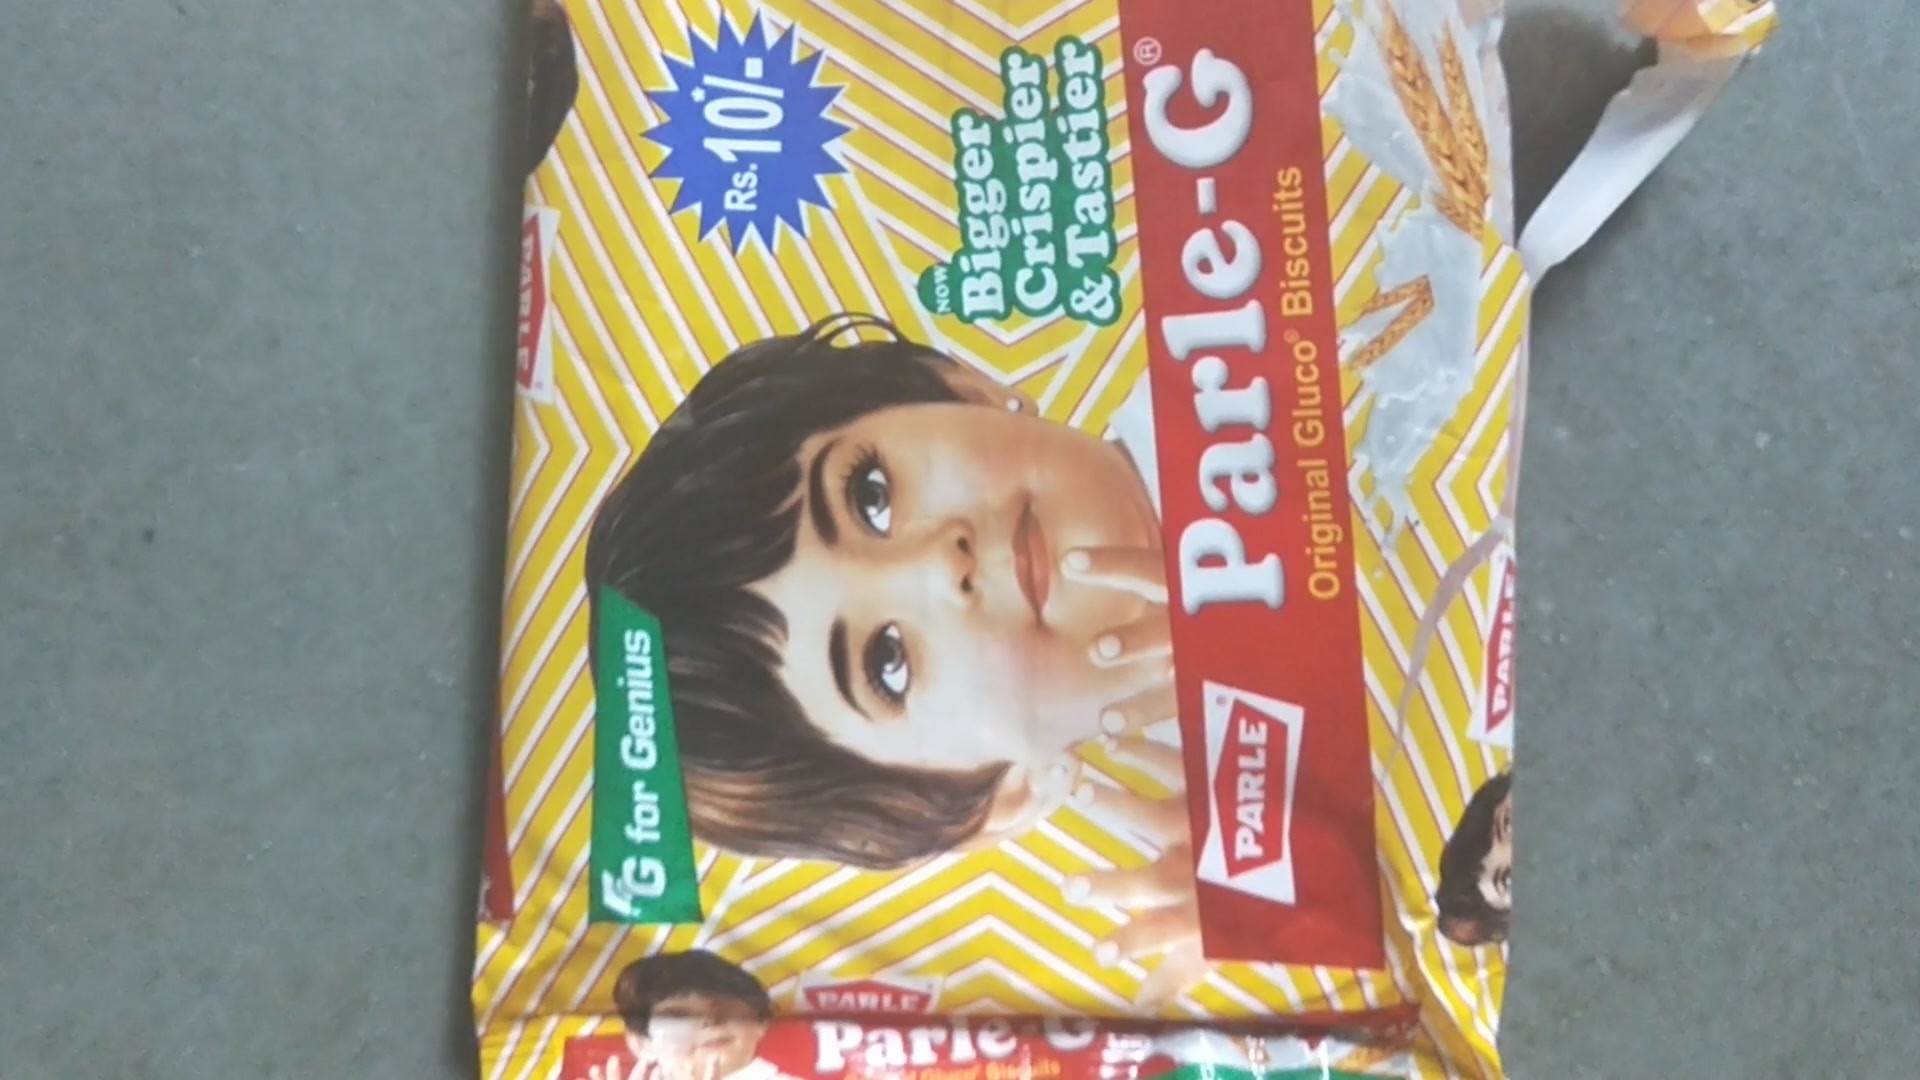 Rs.10*/-
G for Genius
NOW
Bigger
Crispier
& Tastier
PARLE
Parle-G®
Original Gluco® Biscuits
PARLE
PARLE
PARLE
Parle-G